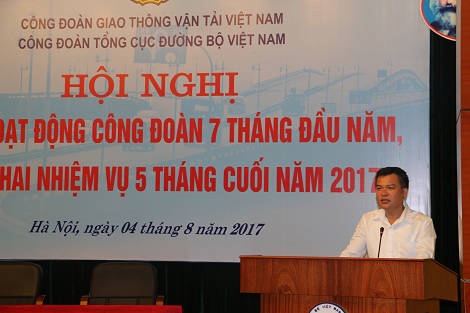 CÔNG ĐOÀN GIAO THÔNG VẬN TẢI VIỆT NAM
CÔNG ĐOÀN TỔNG CỤC ĐƯỜNG BỘ VIỆT NAM
HỘI NGHỊ
ĐỘNG CÔNG ĐOÀN 7 THÁNG ĐẦU NĂM,
HAI NHIỆM VỤ 5 THÁNG CUỐI NĂM 2017
Hà Nội, ngày 04 tháng 8 năm 2017